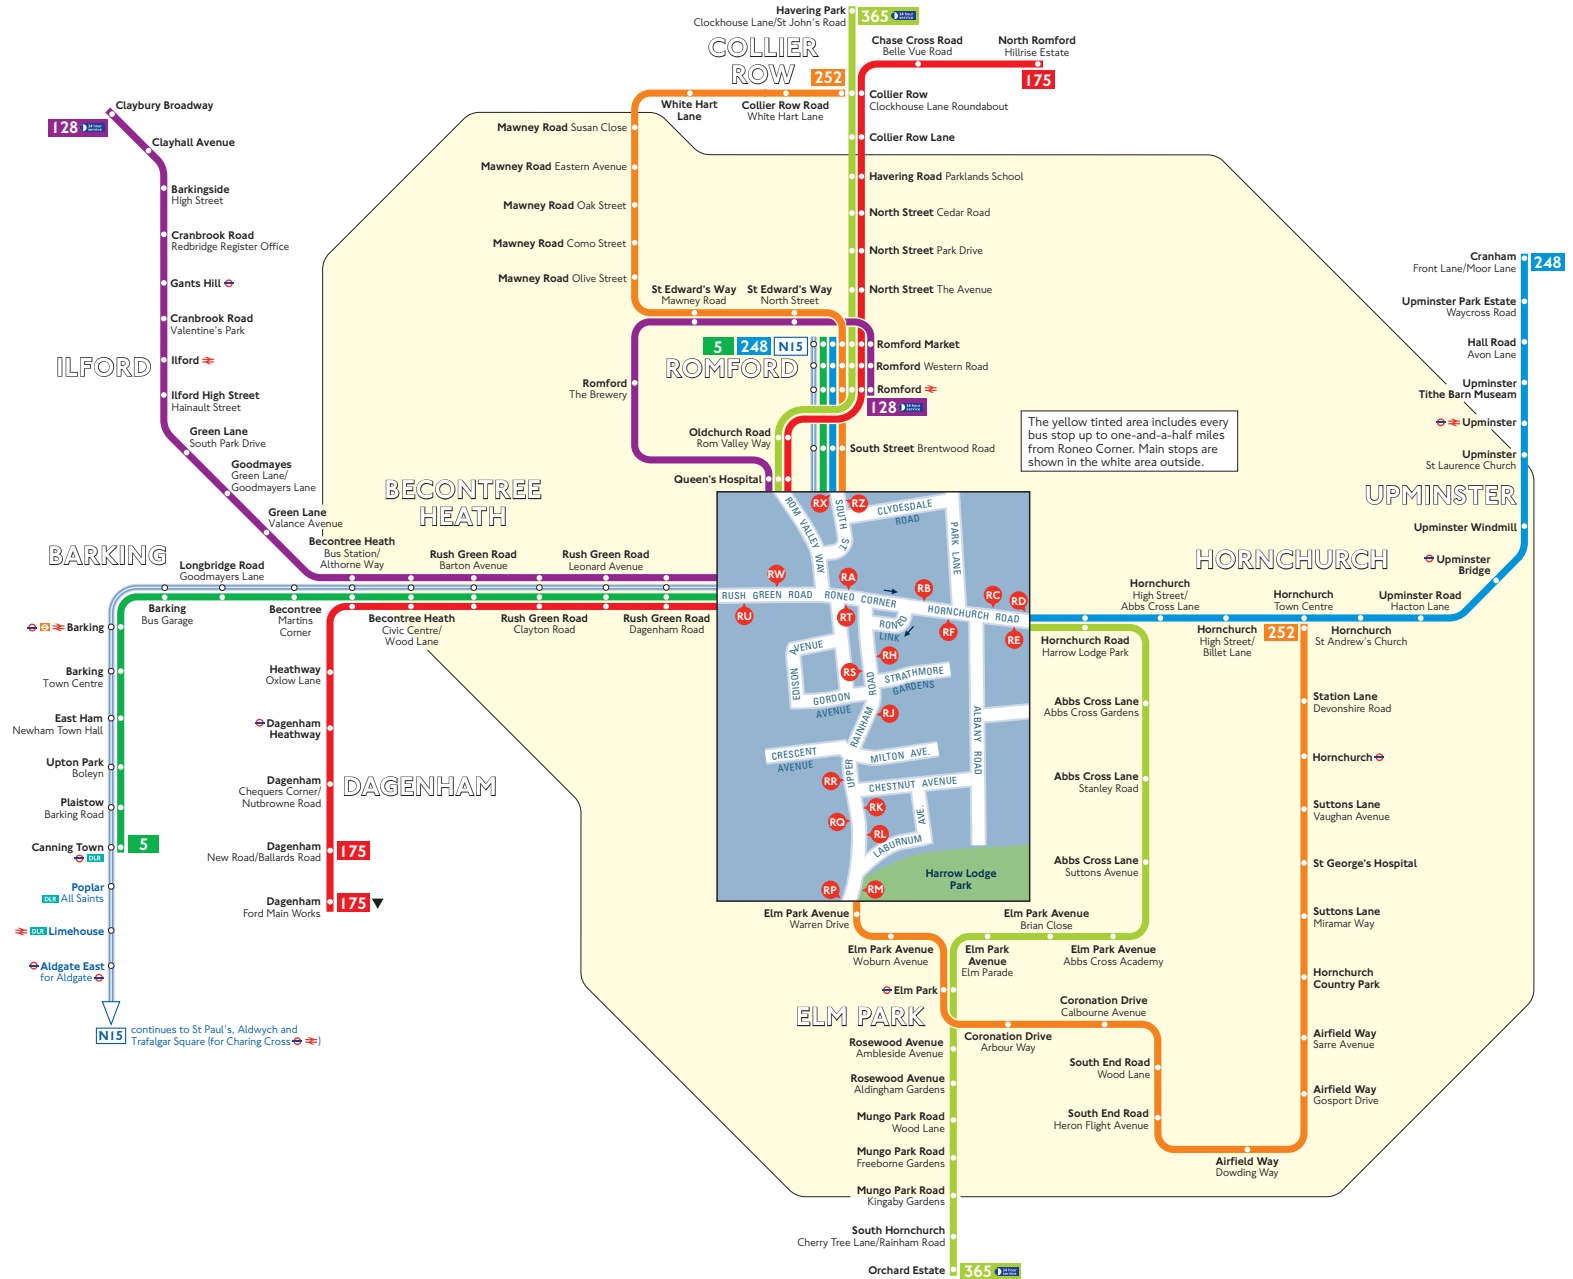 Havering Park
Clockhouse Lane/St John's Road
365
24 hour
service
COLLIER
ROW
Chase Cross Road
Belle Vue Road
North Romford
Hillrise Estate
175
252
White Hart
Lane
Collier Row Road
White Hart Lane
Collier Row
Clockhouse Lane Roundabout
Collier Row Lane
Havering Road Parklands School
North Street Cedar Road
North Street Park Drive
North Street The Avenue
Mawney Road Susan Close
Mawney Road Eastern Avenue
Mawney Road Oak Street
Mawney Road Como Street
Mawney Road Olive Street
St Edward's Way
Mawney Road
St Edward's Way
North Street
5
248
N15
ROMFORD
Romford Market
Romford Western Road
Romford
128
24 hour
service
Romford
The Brewery
Oldchurch Road
Rom Valley Way
South Street Brentwood Road
Queen's Hospital
Claybury Broadway
128
24 hour
service
Clayhall Avenue
Barkingside
High Street
Cranbrook Road
Redbridge Register Office
Gants Hill
Cranbrook Road
Valentine's Park
ILFORD
Ilford
Ilford High Street
Hainault Street
Green Lane
South Park Drive
Goodmayes
Green Lane/
Goodmayers Lane
Green Lane
Valance Avenue
BECONTREE
HEATH
Becontree Heath
Bus Station/
Althorne Way
Rush Green Road
Barton Avenue
Rush Green Road
Leonard Avenue
BARKING
Longbridge Road
Goodmayers Lane
Barking
Bus Garage
Becontree
Martins
Corner
Becontree Heath
Civic Centre/
Wood Lane
Rush Green Road
Clayton Road
Rush Green Road
Dagenham Road
Barking
Barking
Town Centre
East Ham
Newham Town Hall
Upton Park
Boleyn
Plaistow
Barking Road
Canning Town
DLR
5
Poplar
DLR All Saints
DLR Limehouse
Aldgate East
for Aldgate
N15
continues to St Paul's, Aldwych and
Trafalgar Square (for Charing Cross )
Heathway
Oxlow Lane
Dagenham
Heathway
Dagenham
Chequers Corner/
Nutbrowne Road
DAGENHAM
Dagenham
New Road/Ballards Road
175
Dagenham
Ford Main Works
175
The yellow tinted area includes every
bus stop up to one-and-a-half miles
from Roneo Corner. Main stops are
shown in the white area outside.
Cranham
Front Lane/Moor Lane
248
Upminster Park Estate
Waycross Road
Hall Road
Avon Lane
Upminster
Tithe Barn Museam
Upminster
Upminster
St Laurence Church
UPMINSTER
Upminster Windmill
Upminster
Bridge
HORNCHURCH
Hornchurch
High Street/
Abbs Cross Lane
Hornchurch
Town Centre
Upminster Road
Hacton Lane
Hornchurch Road
Harrow Lodge Park
Hornchurch
High Street/
Billet Lane
252
Hornchurch
St Andrew's Church
RX
RZ
ROM VALLEY WAY
SOUTH
ST.
CLYDESDALE
ROAD
PARK LANE
RW
RA
RB
RC
RD
RUSH GREEN ROAD
RONEO CORNER
HORNCHURCH ROAD
RU
RT
RONEO
LINK
RF
RE
AVENUE
EDISON
RH
RS
STRATHMORE
GARDENS
GORDON
AVENUE
ROAD
RJ
RAINHAM
ALBANY ROAD
CRESCENT
AVENUE
MILTON AVE.
UPPER
RR
CHESTNUT AVENUE
RK
AVE.
RQ
RL
LABURNUM
Harrow Lodge
Park
RP
RM
Abbs Cross Lane
Abbs Cross Gardens
Abbs Cross Lane
Stanley Road
Abbs Cross Lane
Suttons Avenue
Station Lane
Devonshire Road
Hornchurch
Suttons Lane
Vaughan Avenue
St George's Hospital
Suttons Lane
Miramar Way
Hornchurch
Country Park
Airfield Way
Sarre Avenue
Airfield Way
Gosport Drive
Airfield Way
Dowding Way
Elm Park Avenue
Warren Drive
Elm Park Avenue
Woburn Avenue
Elm Park
Avenue
Elm Parade
Elm Park Avenue
Brian Close
Elm Park Avenue
Abbs Cross Academy
Elm Park
ELM PARK
Coronation Drive
Calbourne Avenue
Coronation Drive
Arbour Way
South End Road
Wood Lane
South End Road
Heron Flight Avenue
Rosewood Avenue
Ambleside Avenue
Rosewood Avenue
Aldingham Gardens
Mungo Park Road
Wood Lane
Mungo Park Road
Freeborne Gardens
Mungo Park Road
Kingaby Gardens
South Hornchurch
Cherry Tree Lane/Rainham Road
Orchard Estate
365
24 hour
service